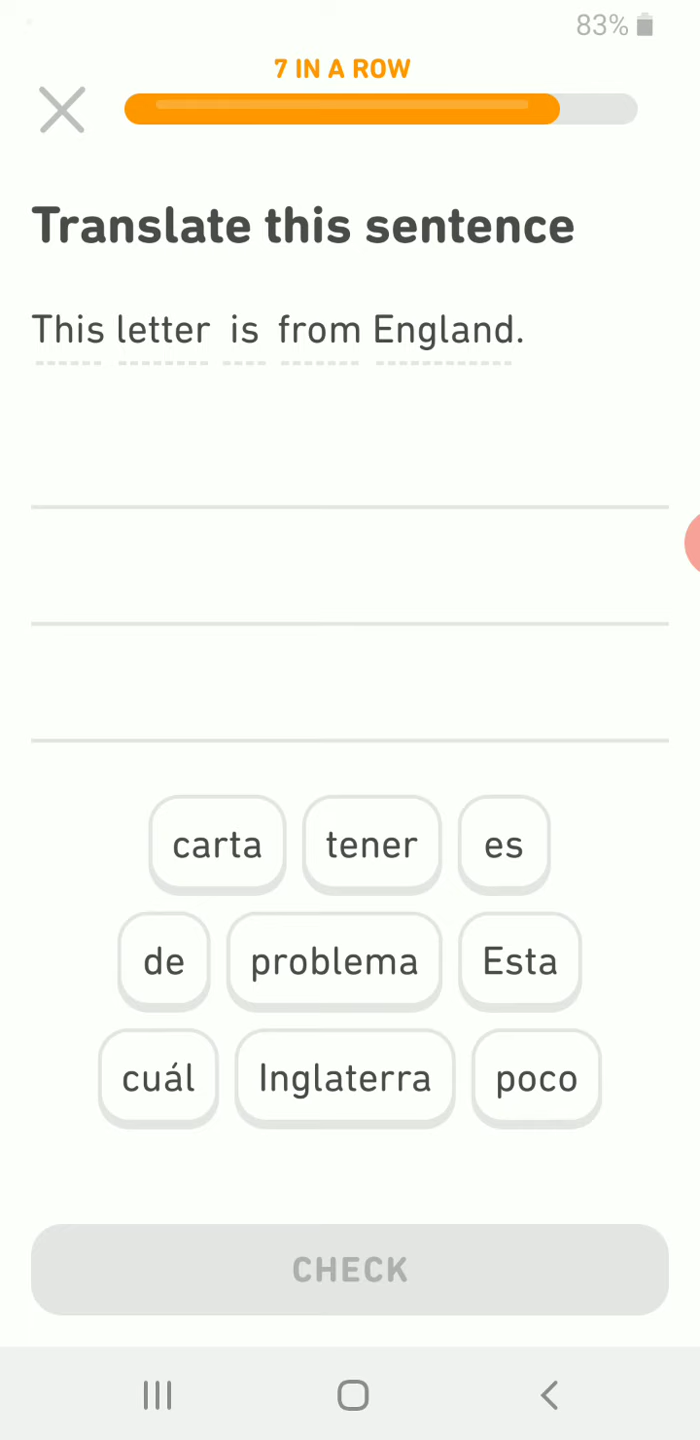 83%
7 IN A ROW
Translate this sentence
This letter is from England.
carta tener es
de problema Esta
cuál Inglaterra poco
CHECK